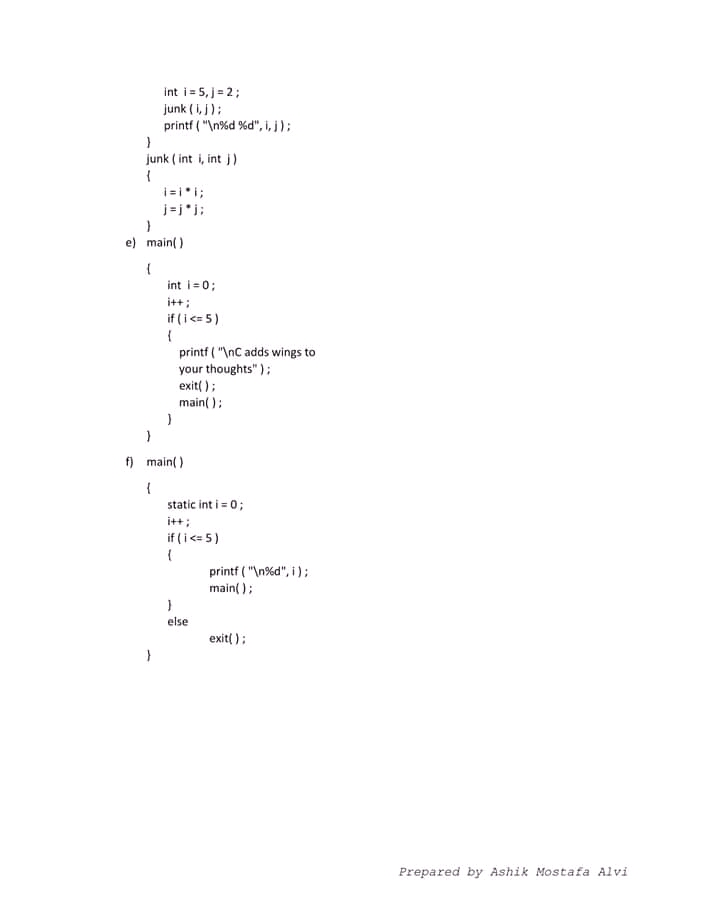 int i = 5, j = 2 ;
junk ( i, j ) ;
printf ( "\n%d %d", i, j ) ;
}
junk ( int i, int j )
{
i = i * i ;
j = j * j ;
}
e) main( )
{
int i = 0 ;
i++ ;
if ( i <= 5 )
{
printf ( "\nC adds wings to
your thoughts" ) ;
exit( ) ;
main( ) ;
}
}
f) main( )
{
static int i = 0 ;
i++ ;
if ( i <= 5 )
{
printf ( "\n%d", i ) ;
main( ) ;
}
else
exit( ) ;
}
Prepared by Ashik Mostafa Alvi